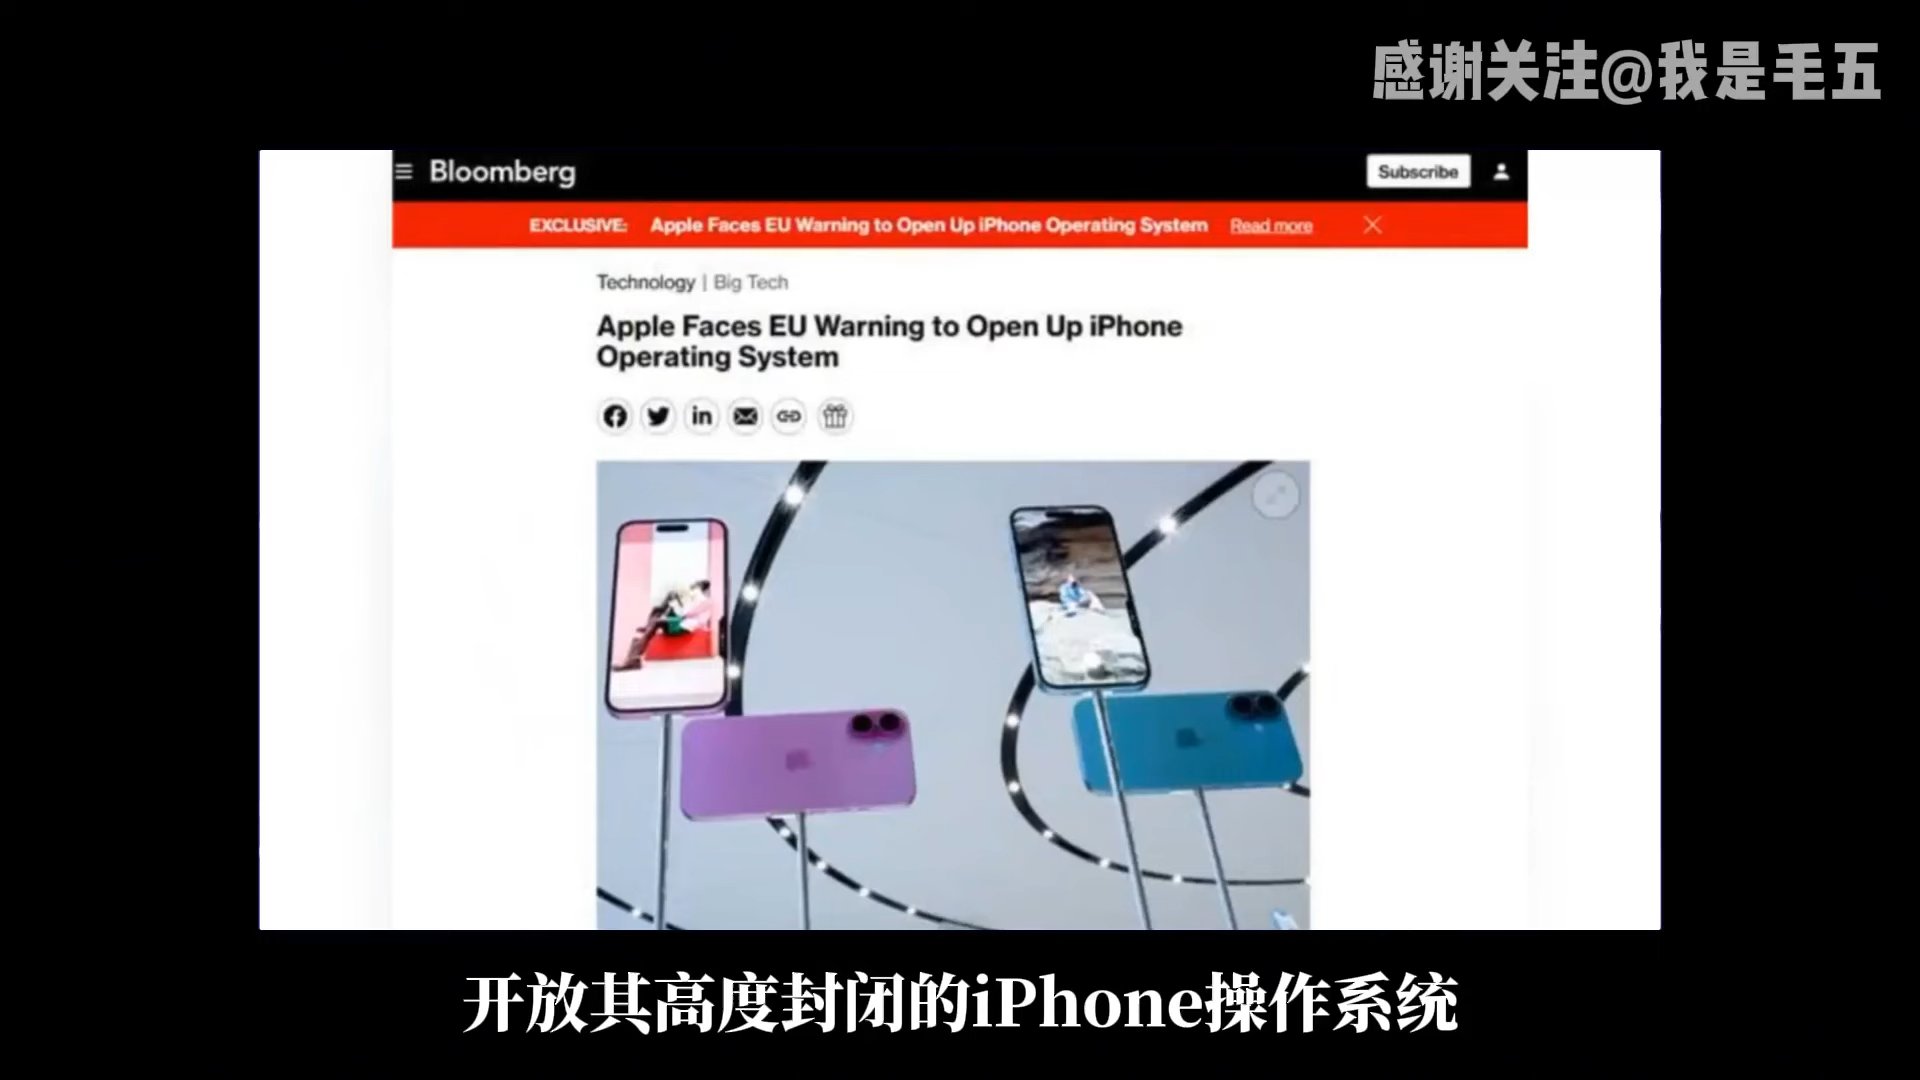 感谢关注@我是毛五
Bloomberg
Subscribe
EXCLUSIVE: Apple Faces EU Warning to Open Up iPhone Operating System Read more
Technology | Big Tech
Apple Faces EU Warning to Open Up iPhone
Operating System
开放其高度封闭的iPhone操作系统